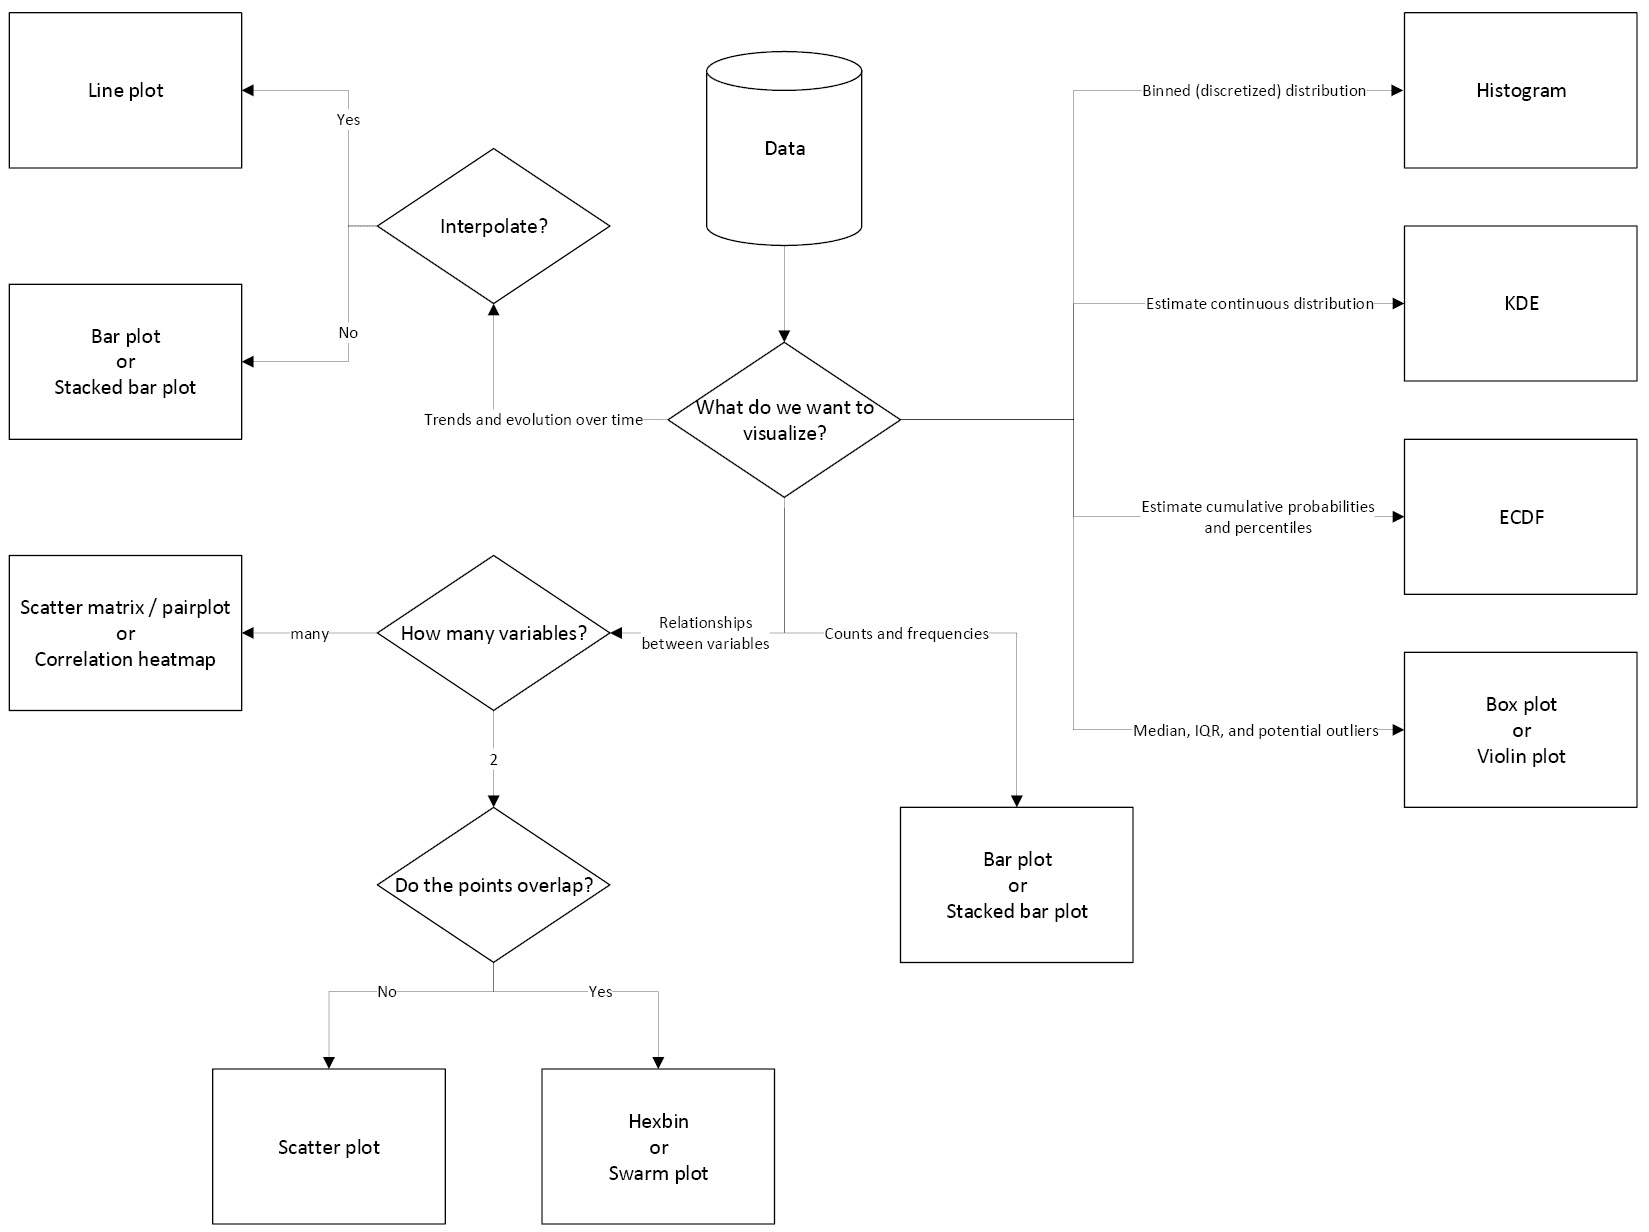 Line plot
Yes
Interpolate?
No
Bar plot
or
Stacked bar plot
Data
Trends and evolution over time
What do we want to
visualize?
Binned (discretized) distribution
Histogram
Estimate continuous distribution
KDE
Estimate cumulative probabilities
and percentiles
ECDF
Median, IQR, and potential outliers
Box plot
or
Violin plot
Scatter matrix / pairplot
or
Correlation heatmap
many
How many variables?
Relationships
between variables
Counts and frequencies
2
Do the points overlap?
Bar plot
or
Stacked bar plot
No
Yes
Scatter plot
Hexbin
or
Swarm plot